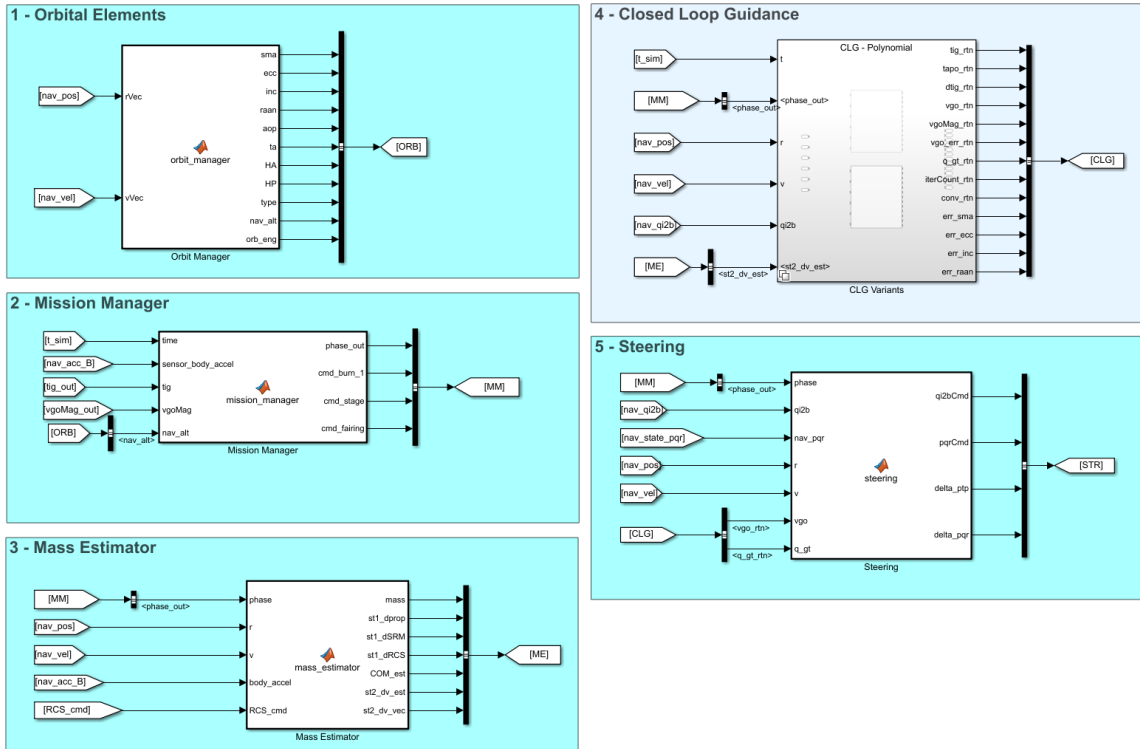 1 - Orbital Elements
[nav_pos]
[nav_vel]
rVec
vVec
orbit_manager
sma
ecc
inc
raan
aop
ta
HA
HP
type
nav_alt
orb_eng
Orbit Manager
[ORB]
2 - Mission Manager
[t_sim]
[nav_acc_B]
[tig_out]
[vgoMag_out]
[ORB]
<nav_alt>
time
sensor_body_accel
tig
vgoMag
nav_alt
mission_manager
phase_out
cmd_burn_1
cmd_stage
cmd_fairing
Mission Manager
[MM]
3 - Mass Estimator
[MM]
<phase_out>
[nav_pos]
[nav_vel]
[nav_acc_B]
[RCS_cmd]
phase
r
v
body_accel
RCS_cmd
mass_estimator
mass
st1_dprop
st1_dSRM
st1_dRCS
COM_est
st2_dv_est
st2_dv_vec
Mass Estimator
[ME]
4 - Closed Loop Guidance
[t_sim]
[MM]
<phase_out>
[nav_pos]
[nav_vel]
[nav_qi2b]
[ME]
<st2_dv_est>
CLG - Polynomial
t
<phase_out>
r
v
qi2b
<st2_dv_est>
tig_rtn
tapo_rtn
dtig_rtn
vgo_rtn
vgoMag_rtn
vgo_err_rtn
q_gt_rtn
iterCount_rtn
conv_rtn
err_sma
err_ecc
err_inc
err_raan
CLG Variants
[CLG]
5 - Steering
[MM]
<phase_out>
[nav_qi2b]
[nav_state_pqr]
[nav_pos]
[nav_vel]
[CLG]
<vgo_rtn>
<q_gt_rtn>
phase
qi2b
nav_pqr
r
v
vgo
q_gt
steering
qi2bCmd
pqrCmd
delta_ptp
delta_pqr
Steering
[STR]